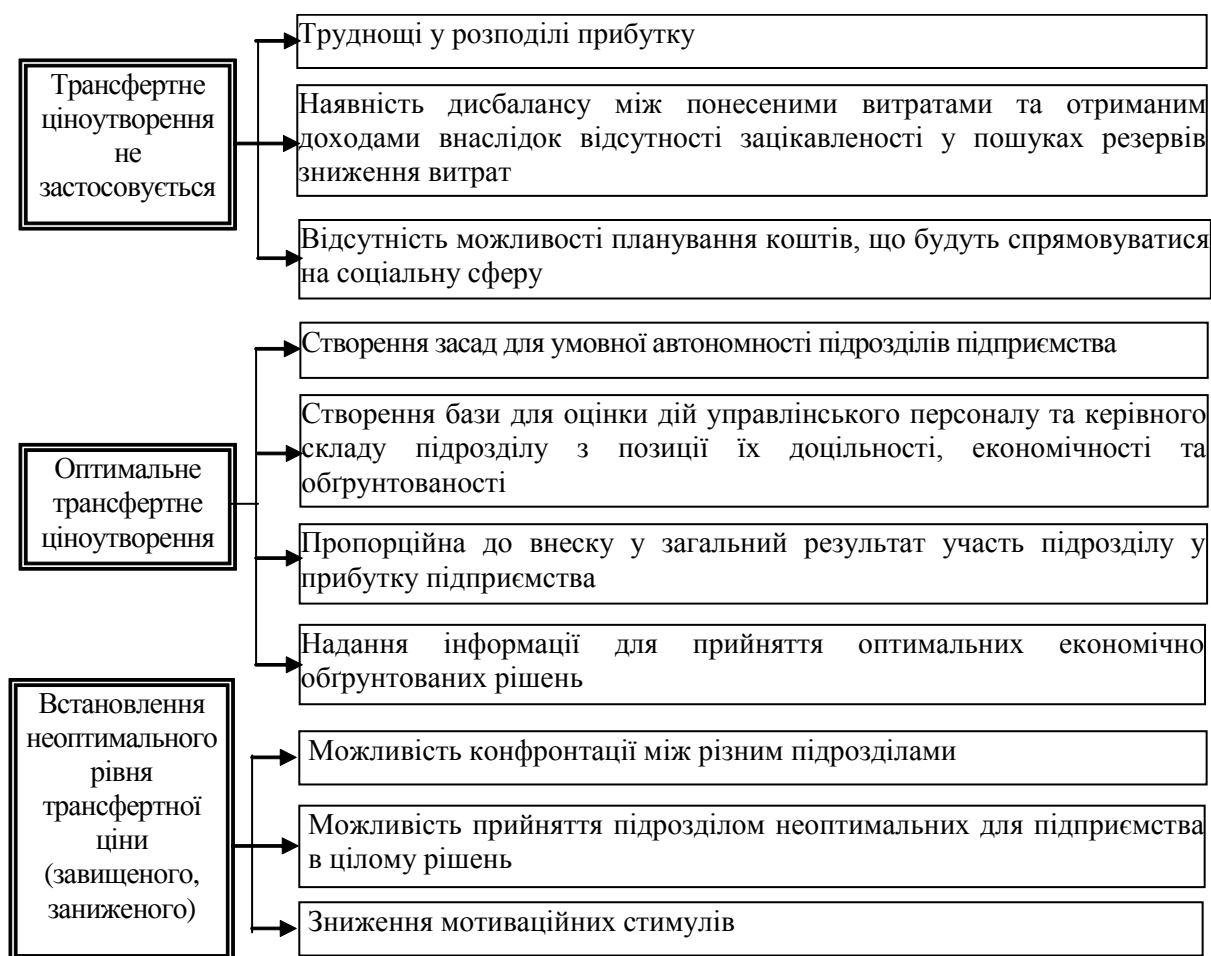 Трансфертне
ціноутворення
не
застосовується
Труднощі у розподілі прибутку
Наявність дисбалансу між понесеними витратами та отриманим
доходами внаслідок відсутності зацікавленості у пошуках резервів
зниження витрат
Відсутність можливості планування коштів, що будуть спрямовуватися
на соціальну сферу
Оптимальне
трансфертне
ціноутворення
Створення засад для умовної автономності підрозділів підприємства
Створення бази для оцінки дій управлінського персоналу та керівного
складу підрозділу з позиції їх доцільності, економічності та
обґрунтованості
Пропорційна до внеску у загальний результат участь підрозділу у
прибутку підприємства
Надання інформації для прийняття оптимальних економічно
обґрунтованих рішень
Встановлення
неоптимального
рівня
трансфертної
ціни
(завищеного,
заниженого)
Можливість конфронтації між різним підрозділами
Можливість прийняття підрозділом неоптимальних для підприємства
в цілому рішень
Зниження мотиваційних стимулів